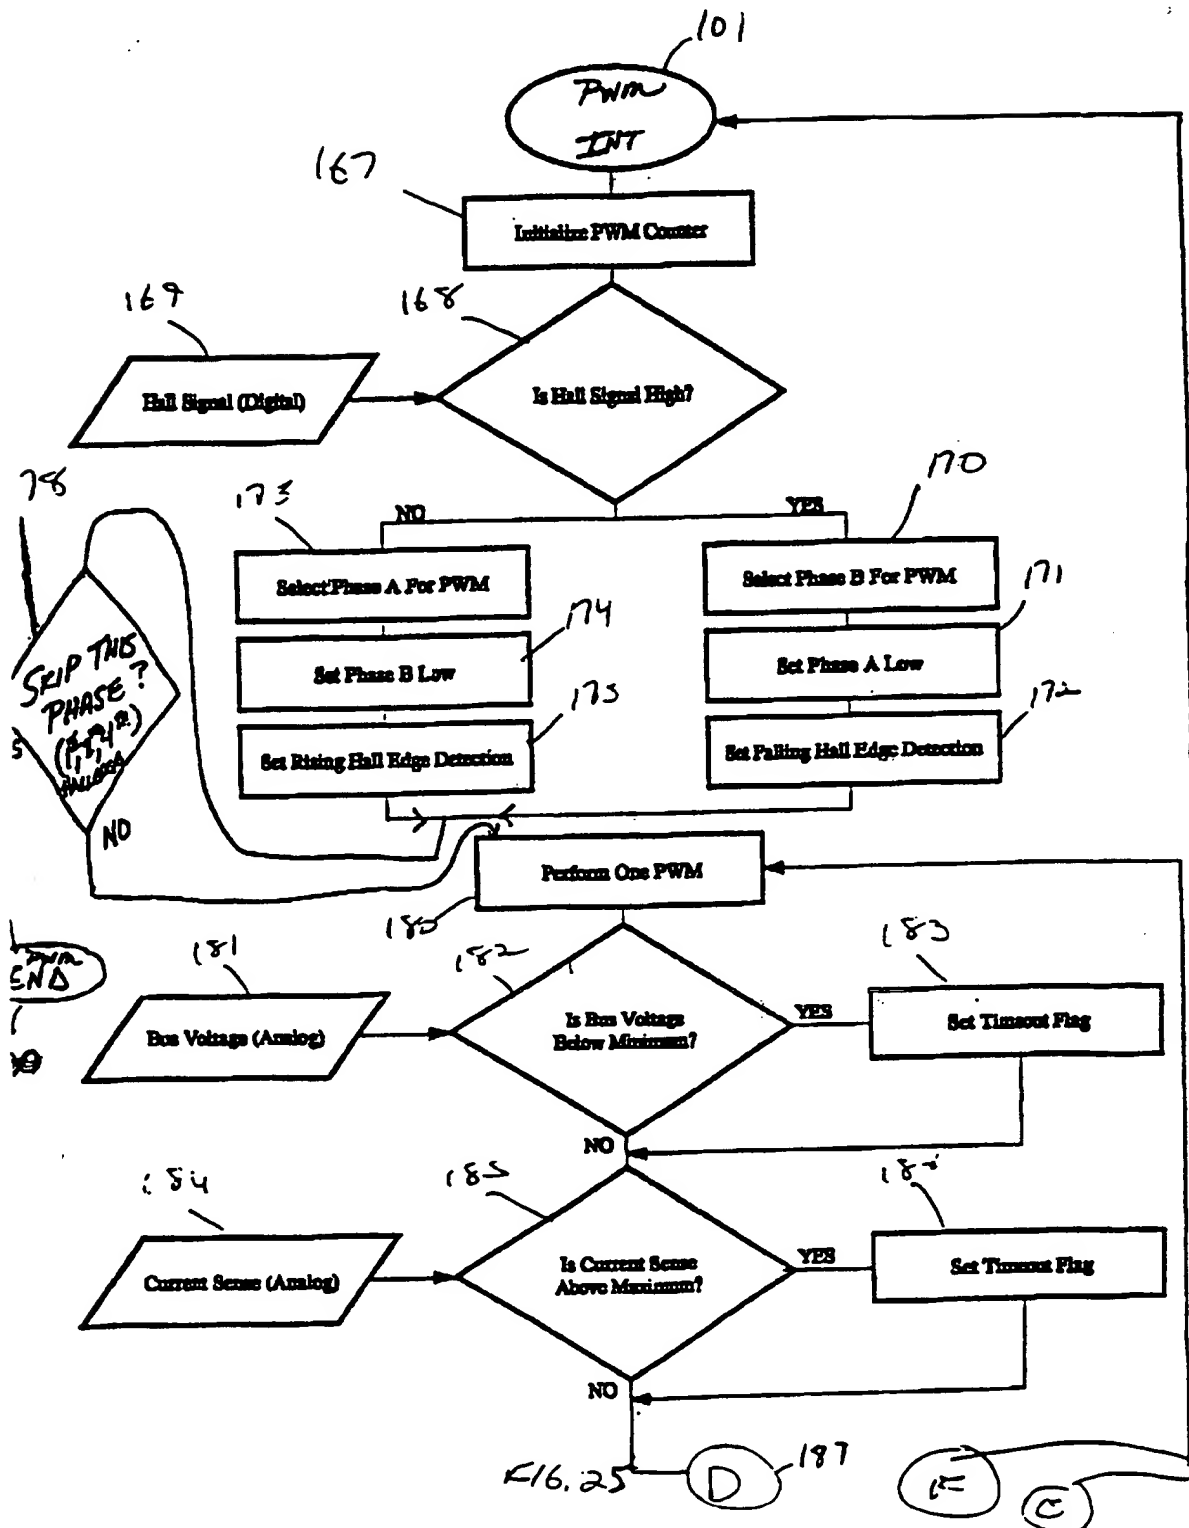 101
PWM
INT
167
Initialize PWM Counter
169
168
Hall Signal (Digital)
Is Hall Signal High?
78
173
170
NO
YES
Select Phase A For PWM
Select Phase B For PWM
171
174
SKIP THIS
PHASE?
Set Phase B Low
Set Phase A Low
172
Set Rising Hall Edge Detection
Set Falling Hall Edge Detection
S
NO
Perform One PWM
180
181
182
183
PWM
END
Bus Voltage (Analog)
Is Bus Voltage
Below Minimum?
YES
Set Timeout Flag
NO
184
185
Current Sense (Analog)
Is Current Sense
Above Maximum?
YES
Set Timeout Flag
NO
FIG. 25
D
187